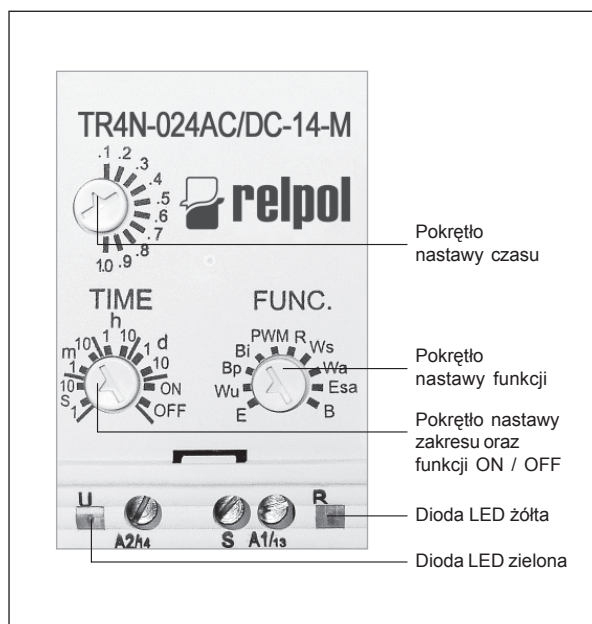 TR4N-024AC/DC-14-M
.1 .2 .3 .4 .5 .6 .7 .8 .9 1.0
relpol
Pokrętło
nastawy czasu
TIME
FUNC.
s 1 10 m 1 10 h 1 10 d 1 10 ON OFF
E Wu Bp Bi PWM R Ws Wa Esa B
Pokrętło
nastawy funkcji
Pokrętło nastawy
zakresu oraz
funkcji ON / OFF
U
R
Dioda LED żółta
A2/14
S
A1/13
Dioda LED zielona